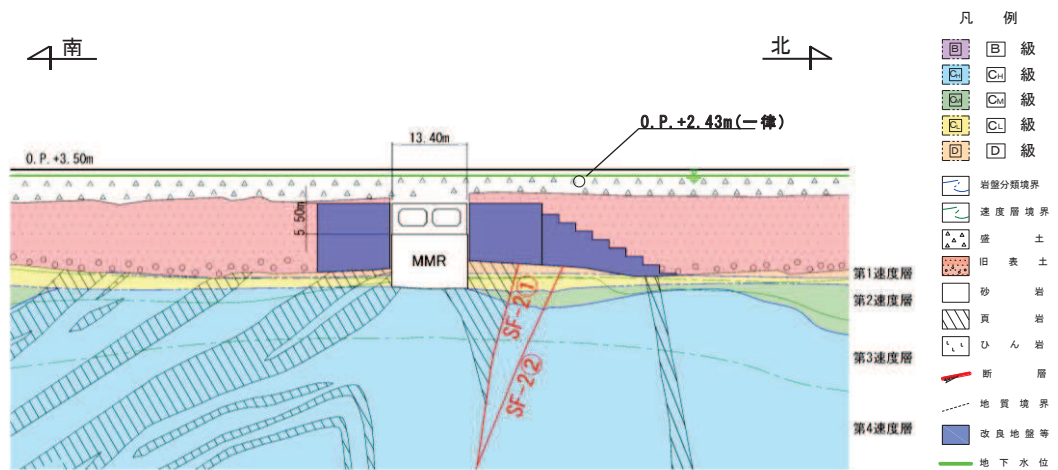 南
北
O.P.+2.43m(一律)
13.40m
O.P.+3.50m
5.50m
MMR
SF-2①
SF-2②
第1速度層
第2速度層
第3速度層
第4速度層
凡 例
B B 級
CH CH 級
CM CM 級
CL CL 級
D D 級
岩盤分類境界
速度層境界
盛 土
旧 表 土
砂 岩
頁 岩
ひ ん 岩
断 層
地 質 境 界
改 良 地 盤 等
地 下 水 位